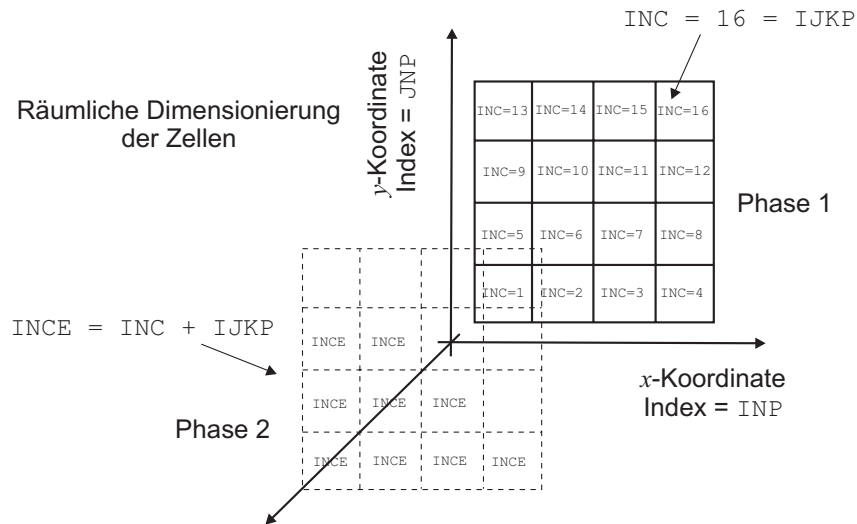 INC = 16 = IJKP
Räumliche Dimensionierung
der Zellen
y-Koordinate
Index = JNP
INC=13 INC=14 INC=15 INC=16
INC=9 INC=10 INC=11 INC=12
Phase 1
INC=5 INC=6 INC=7 INC=8
INC=1 INC=2 INC=3 INC=4
INCE = INC + IJKP
INCE INCE
x-Koordinate
Index = INP
INCE INCE INCE
Phase 2
INCE INCE INCE INCE